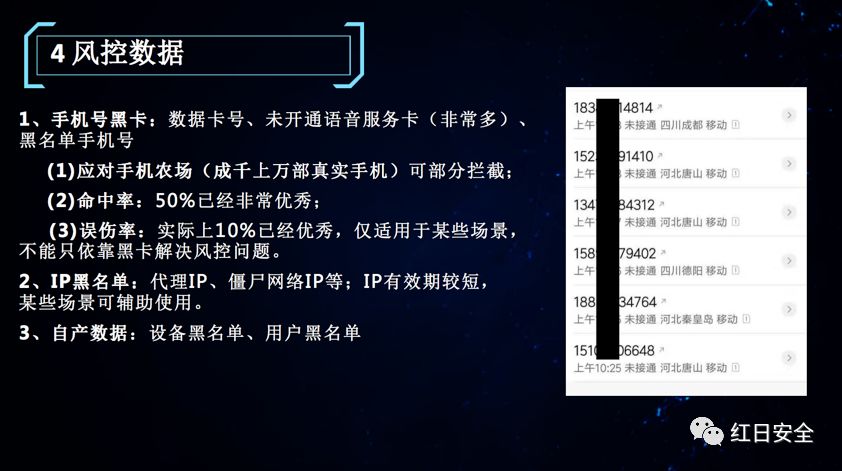 4 风控数据
1、手机号黑卡：数据卡号、未开通语音服务卡（非常多）、
黑名单手机号
(1)应对手机农场（成千上万部真实手机）可部分拦截；
(2)命中率：50%已经非常优秀；
(3)误伤率：实际上10%已经优秀，仅适用于某些场景，
不能只依靠黑卡解决风控问题。
2、IP黑名单：代理IP、僵尸网络IP等；IP有效期较短，
某些场景可辅助使用。
3、自产数据：设备黑名单、用户黑名单
183 14814
上午 未接通 四川成都 移动
152 91410
上午 未接通 河北唐山 移动
134 84312
上午 未接通 河北唐山 移动
158 79402
上午 未接通 四川德阳 移动
188 34764
上午 未接通 河北秦皇岛 移动
151 06648
上午10:25 未接通 河北唐山 移动
红日安全